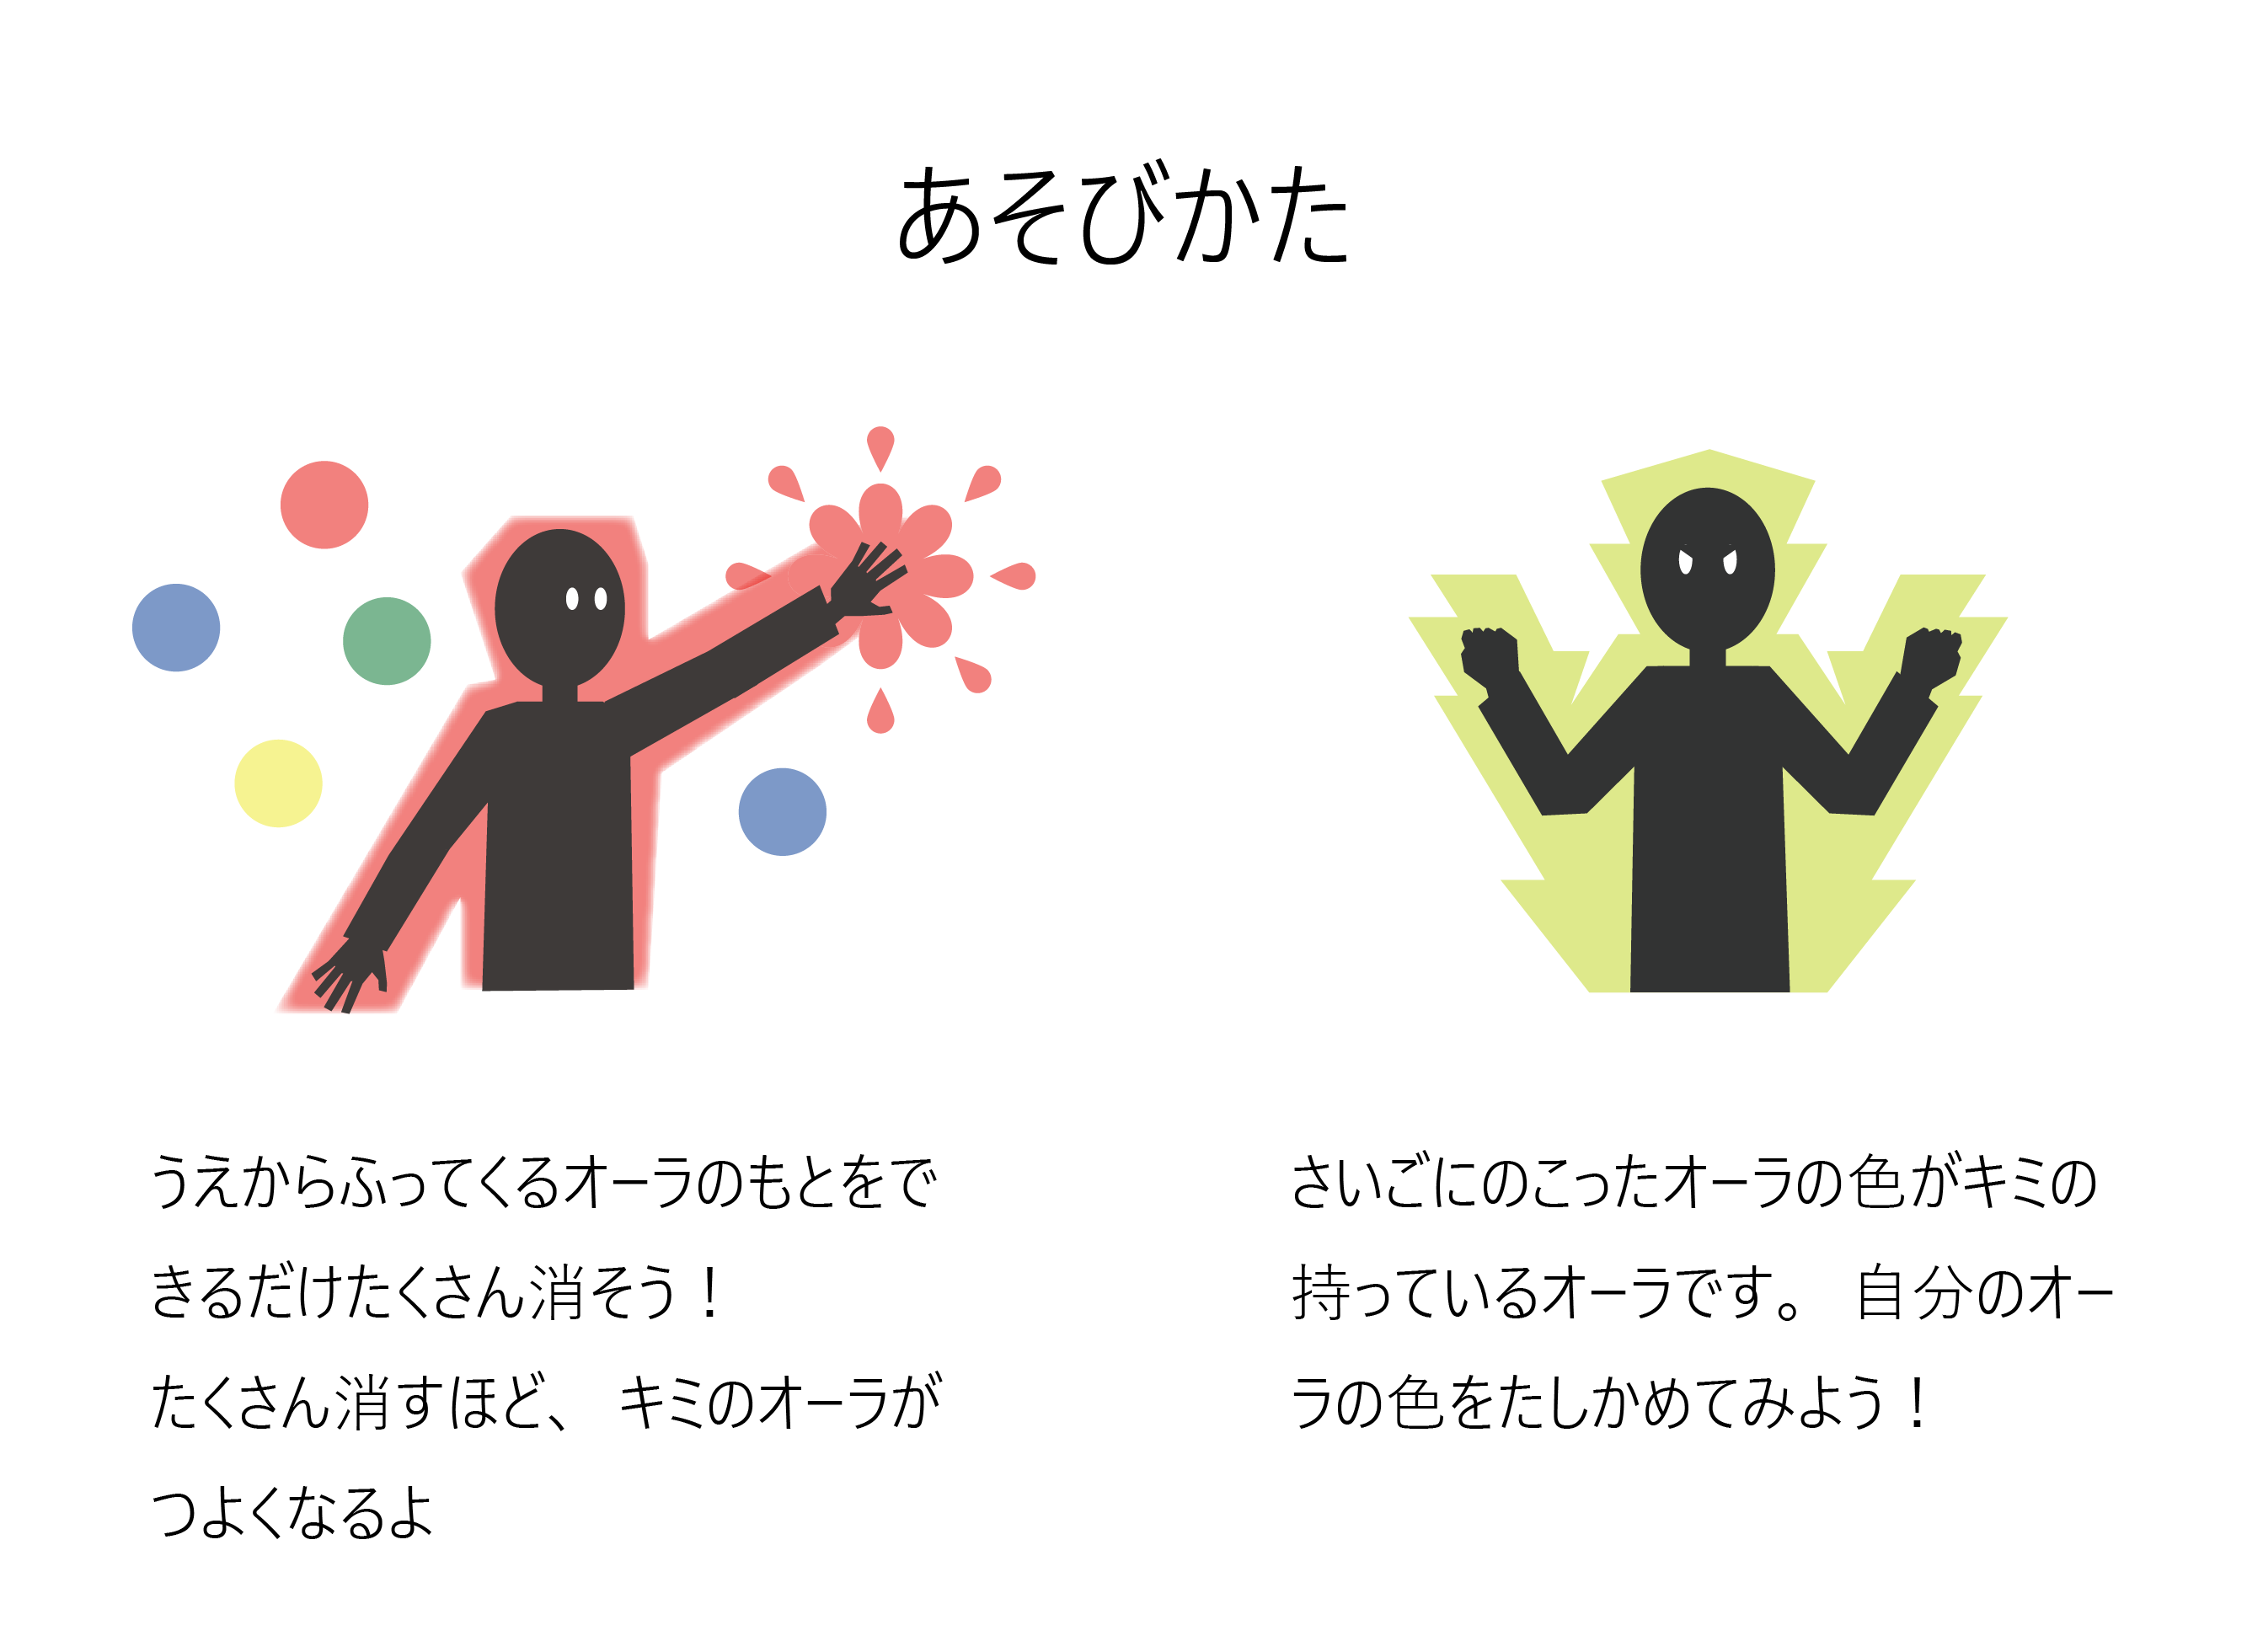 あそびかた
うえからふってくるオーラのもとをで
きるだけたくさん消そう！
たくさん消すほど、 キミのオーラが
つよくなるよ
さいごにのこったオーラの色がキミの
持っているオーラです。 自分のオー
ラの色をたしかめてみよう！